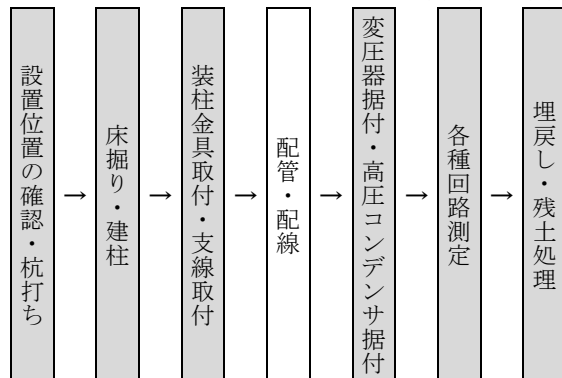 設置位置の確認・杭打ち
→
床掘り・建柱
→
装柱金具取付・支線取付
→
配管・配線
→
変圧器据付・高圧コンデンサ据付
→
各種回路測定
→
埋戻し・残土処理